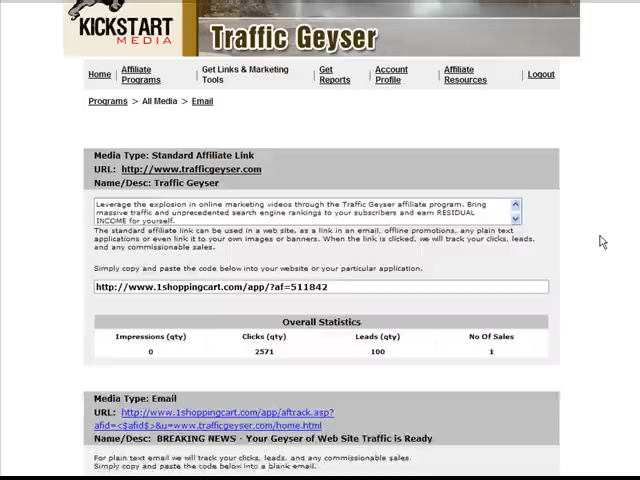 KICKSTART
MEDIA
Traffic Geyser
Home | Affiliate Programs | Get Links & Marketing Tools | Get Reports | Account Profile | Affiliate Resources | Logout
Programs > All Media > Email
Media Type: Standard Affiliate Link
URL: http://www.trafficgeyser.com
Name/Desc: Traffic Geyser
Leverage the explosion in online marketing videos through the Traffic Geyser affiliate program. Bring
massive traffic and unprecedented search engine rankings to your subscribers and earn RESIDUAL
INCOME for yourself.
The standard affiliate link can be used in a web site, as a link in an email, offline promotions, any plain text
applications or even link it to your own images or banners. When the link is clicked, we will track your clicks, leads,
and any commissionable sales.
Simply copy and paste the code below into your website or your particular application.
http://www.1shoppingcart.com/app/?af=511842
Overall Statistics
Impressions (qty) Clicks (qty) Leads (qty) No Of Sales
0 2571 100 1
Media Type: Email
URL: http://www.1shoppingcart.com/app/aftrack.asp?
afid=<$afid$>&u=www.trafficgeyser.com/home.html
Name/Desc: BREAKING NEWS - Your Geyser of Web Site Traffic is Ready
For plain text email we will track your clicks, leads, and any commissionable sales.
Simply copy and paste the code below into a blank email.